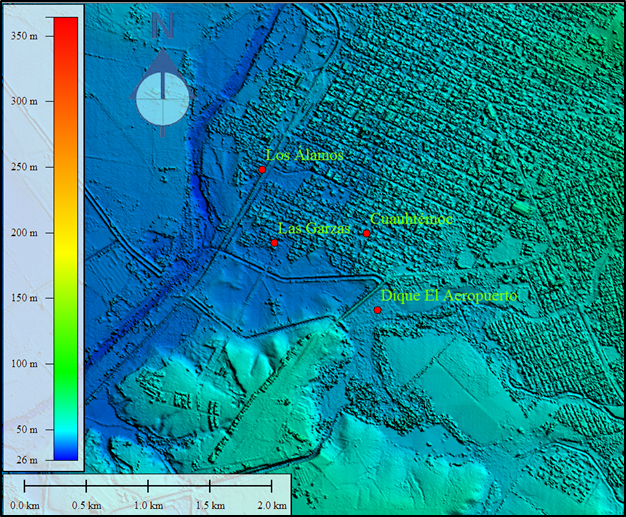 350 m
N
300 m
250 m
Los Álamos
200 m
Cuauhtémoc
Las Garzas
150 m
Dique El Aeropuerto
100 m
50 m
26 m
0.0 km 0.5 km 1.0 km 1.5 km 2.0 km